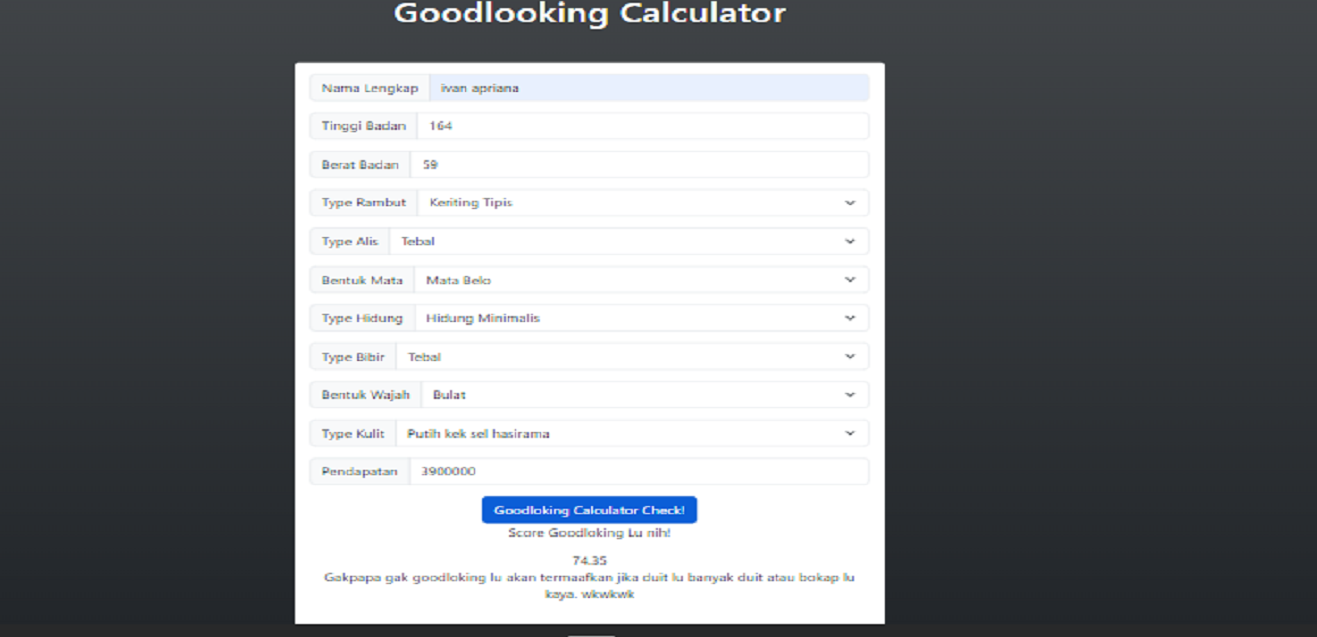 Goodlooking Calculator
Nama Lengkap ivan apriana
Tinggi Badan 164
Berat Badan 59
Type Rambut Keriting Tipis
Type Alis Tebal
Bentuk Mata Mata Belo
Type Hidung Hidung Minimalis
Type Bibir Tebal
Bentuk Wajah Bulat
Type Kulit Putih kek sel hasirama
Pendapatan 3900000
Goodloking Calculator Check!
Score Goodloking Lu nih!
74.35
Gakpapa gak goodloking lu akan termaafkan jika duit lu banyak duit atau bokap lu
kaya. wkwkwk